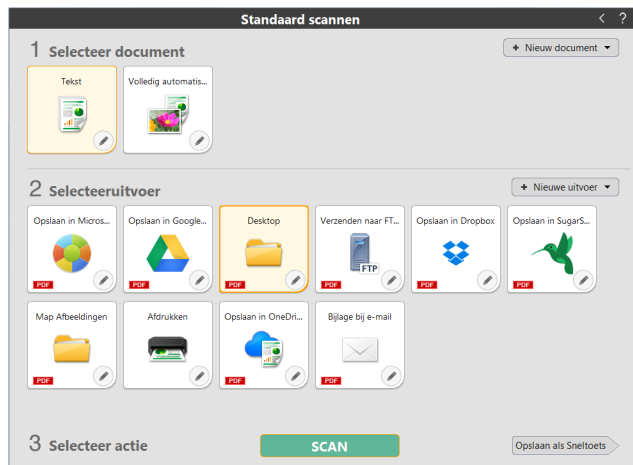 Standaard scannen
< ?
1 Selecteer document
+ Nieuw document
Tekst
Volledig automatis...
2 Selecteeruitvoer
+ Nieuwe uitvoer
Opslaan in Micros...
PDF
Opslaan in Google...
PDF
Desktop
PDF
Verzenden naar FT...
FTP
PDF
Opslaan in Dropbox
PDF
Opslaan in SugarS...
PDF
Map Afbeeldingen
PDF
Afdrukken
Opslaan in OneDri...
PDF
Bijlage bij e-mail
PDF
3 Selecteer actie
SCAN
Opslaan als Sneltoets